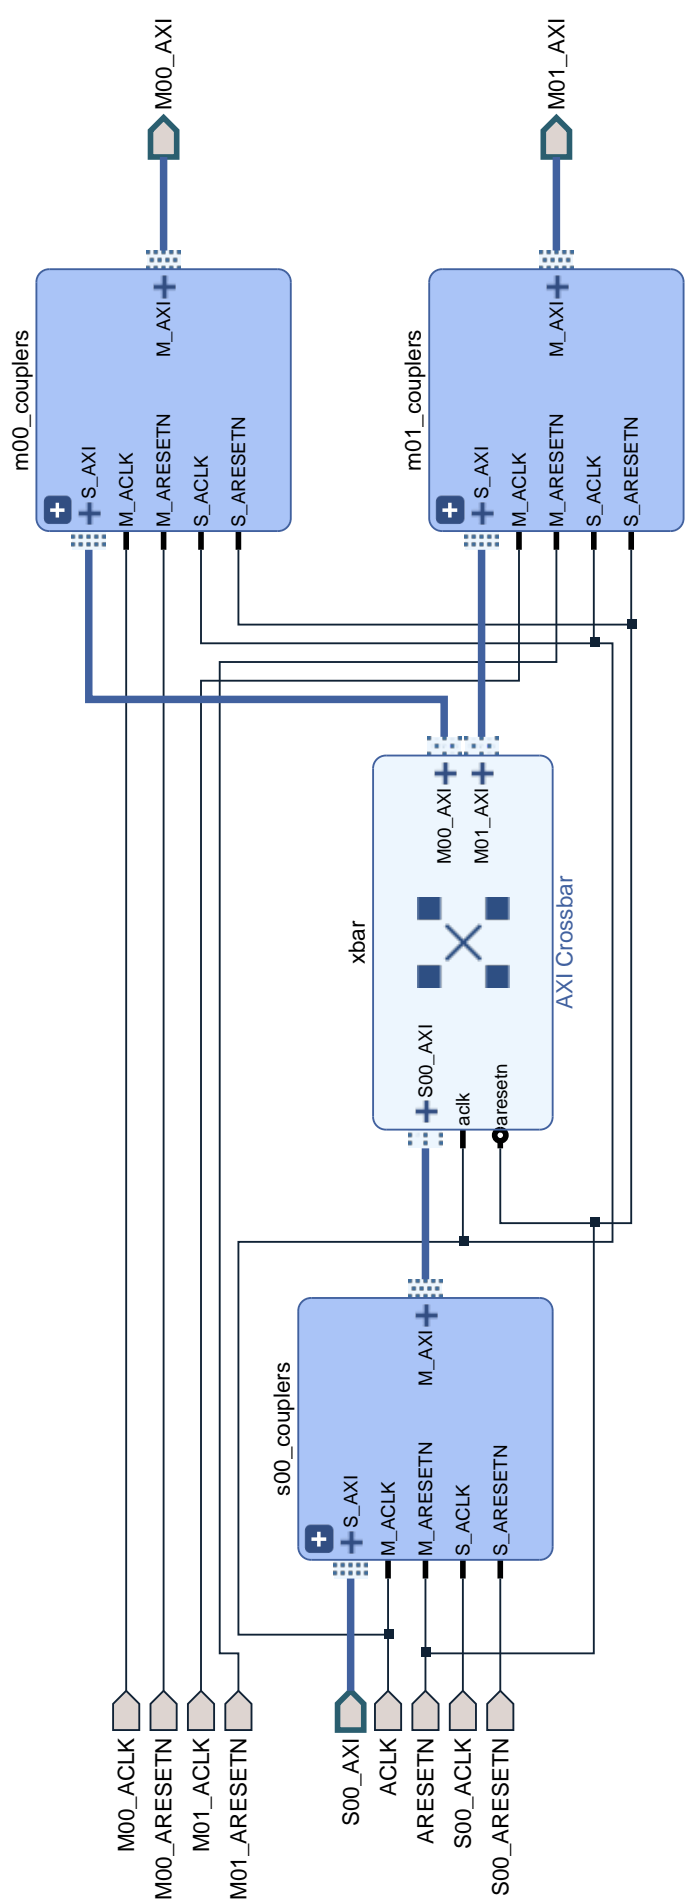 M00_ACLK
M00_ARESETN
M01_ACLK
M01_ARESETN
S00_AXI
ACLK
ARESETN
S00_ACLK
S00_ARESETN
s00_couplers
S_AXI
M_ACLK
M_ARESETN
S_ACLK
S_ARESETN
M_AXI
xbar
S00_AXI
aclk
aresetn
M00_AXI
M01_AXI
AXI Crossbar
m00_couplers
S_AXI
M_ACLK
M_ARESETN
S_ACLK
S_ARESETN
M_AXI
M00_AXI
m01_couplers
S_AXI
M_ACLK
M_ARESETN
S_ACLK
S_ARESETN
M_AXI
M01_AXI